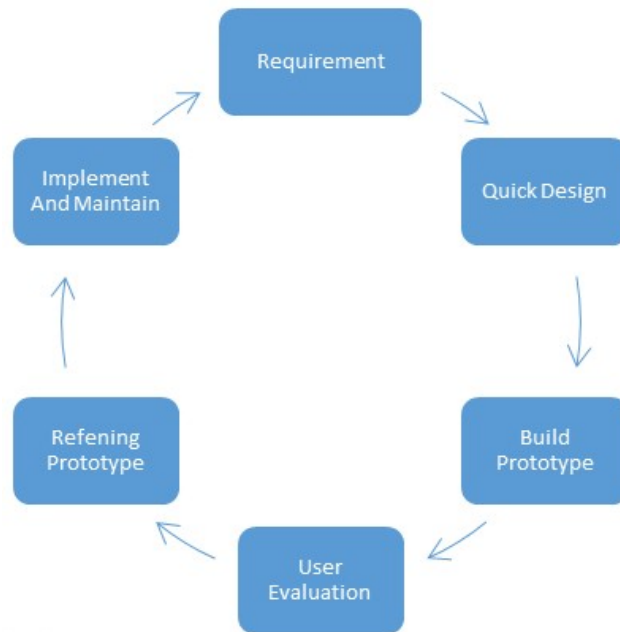 Requirement
Quick Design
Build
Prototype
User
Evaluation
Refening
Prototype
Implement
And Maintain